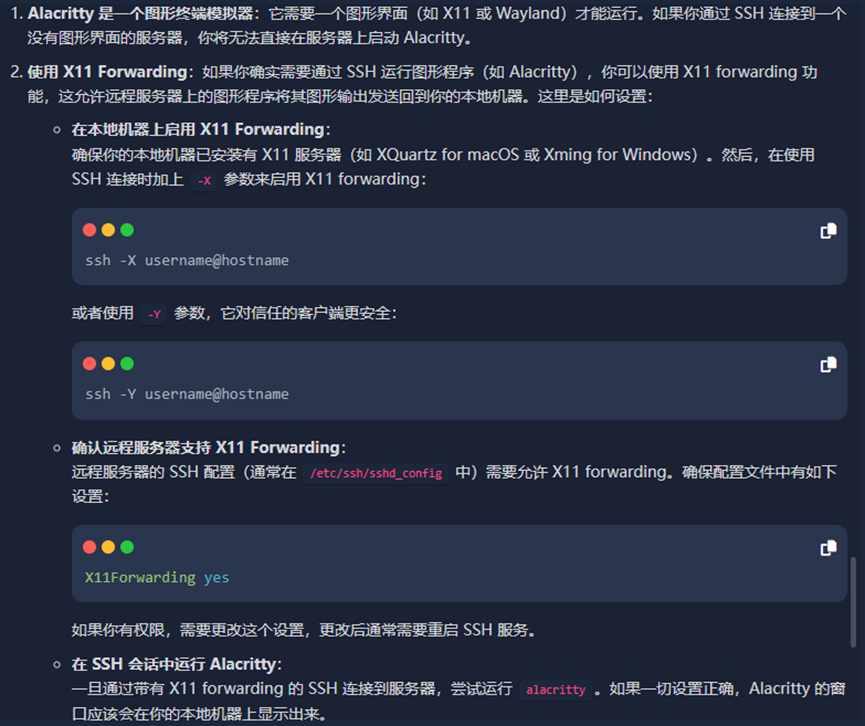 1. Alacritty 是一个图形终端模拟器：它需要一个图形界面（如 X11 或 Wayland）才能运行。如果你通过 SSH 连接到一个
没有图形界面的服务器，你将无法直接在服务器上启动 Alacritty。
2. 使用 X11 Forwarding：如果你确实需要通过 SSH 运行图形程序（如 Alacritty），你可以使用 X11 forwarding 功
能，这允许远程服务器上的图形程序将其图形输出发送回到你的本地机器。这里是如何设置：
在本地机器上启用 X11 Forwarding：
确保你的本地机器已安装有 X11 服务器（如 XQuartz for macOS 或 Xming for Windows）。然后，在使用
SSH 连接时加上 -X 参数来启用 X11 forwarding：
ssh -X username@hostname
或者使用 -Y 参数，它对信任的客户端更安全：
ssh -Y username@hostname
确认远程服务器支持 X11 Forwarding：
远程服务器的 SSH 配置（通常在 /etc/ssh/sshd_config 中）需要允许 X11 forwarding。确保配置文件中有如下
设置：
X11Forwarding yes
如果你有权限，需要更改这个设置，更改后通常需要重启 SSH 服务。
在 SSH 会话中运行 Alacritty：
一旦通过带有 X11 forwarding 的 SSH 连接到服务器，尝试运行 alacritty 。如果一切设置正确，Alacritty 的窗
口应该会在你的本地机器上显示出来。